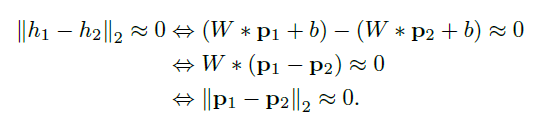 ‖h₁ − h₂‖₂ ≈ 0 ⇔ (W ∗ p₁ + b) − (W ∗ p₂ + b) ≈ 0
⇔ W ∗ (p₁ − p₂) ≈ 0
⇔ ‖p₁ − p₂‖₂ ≈ 0.